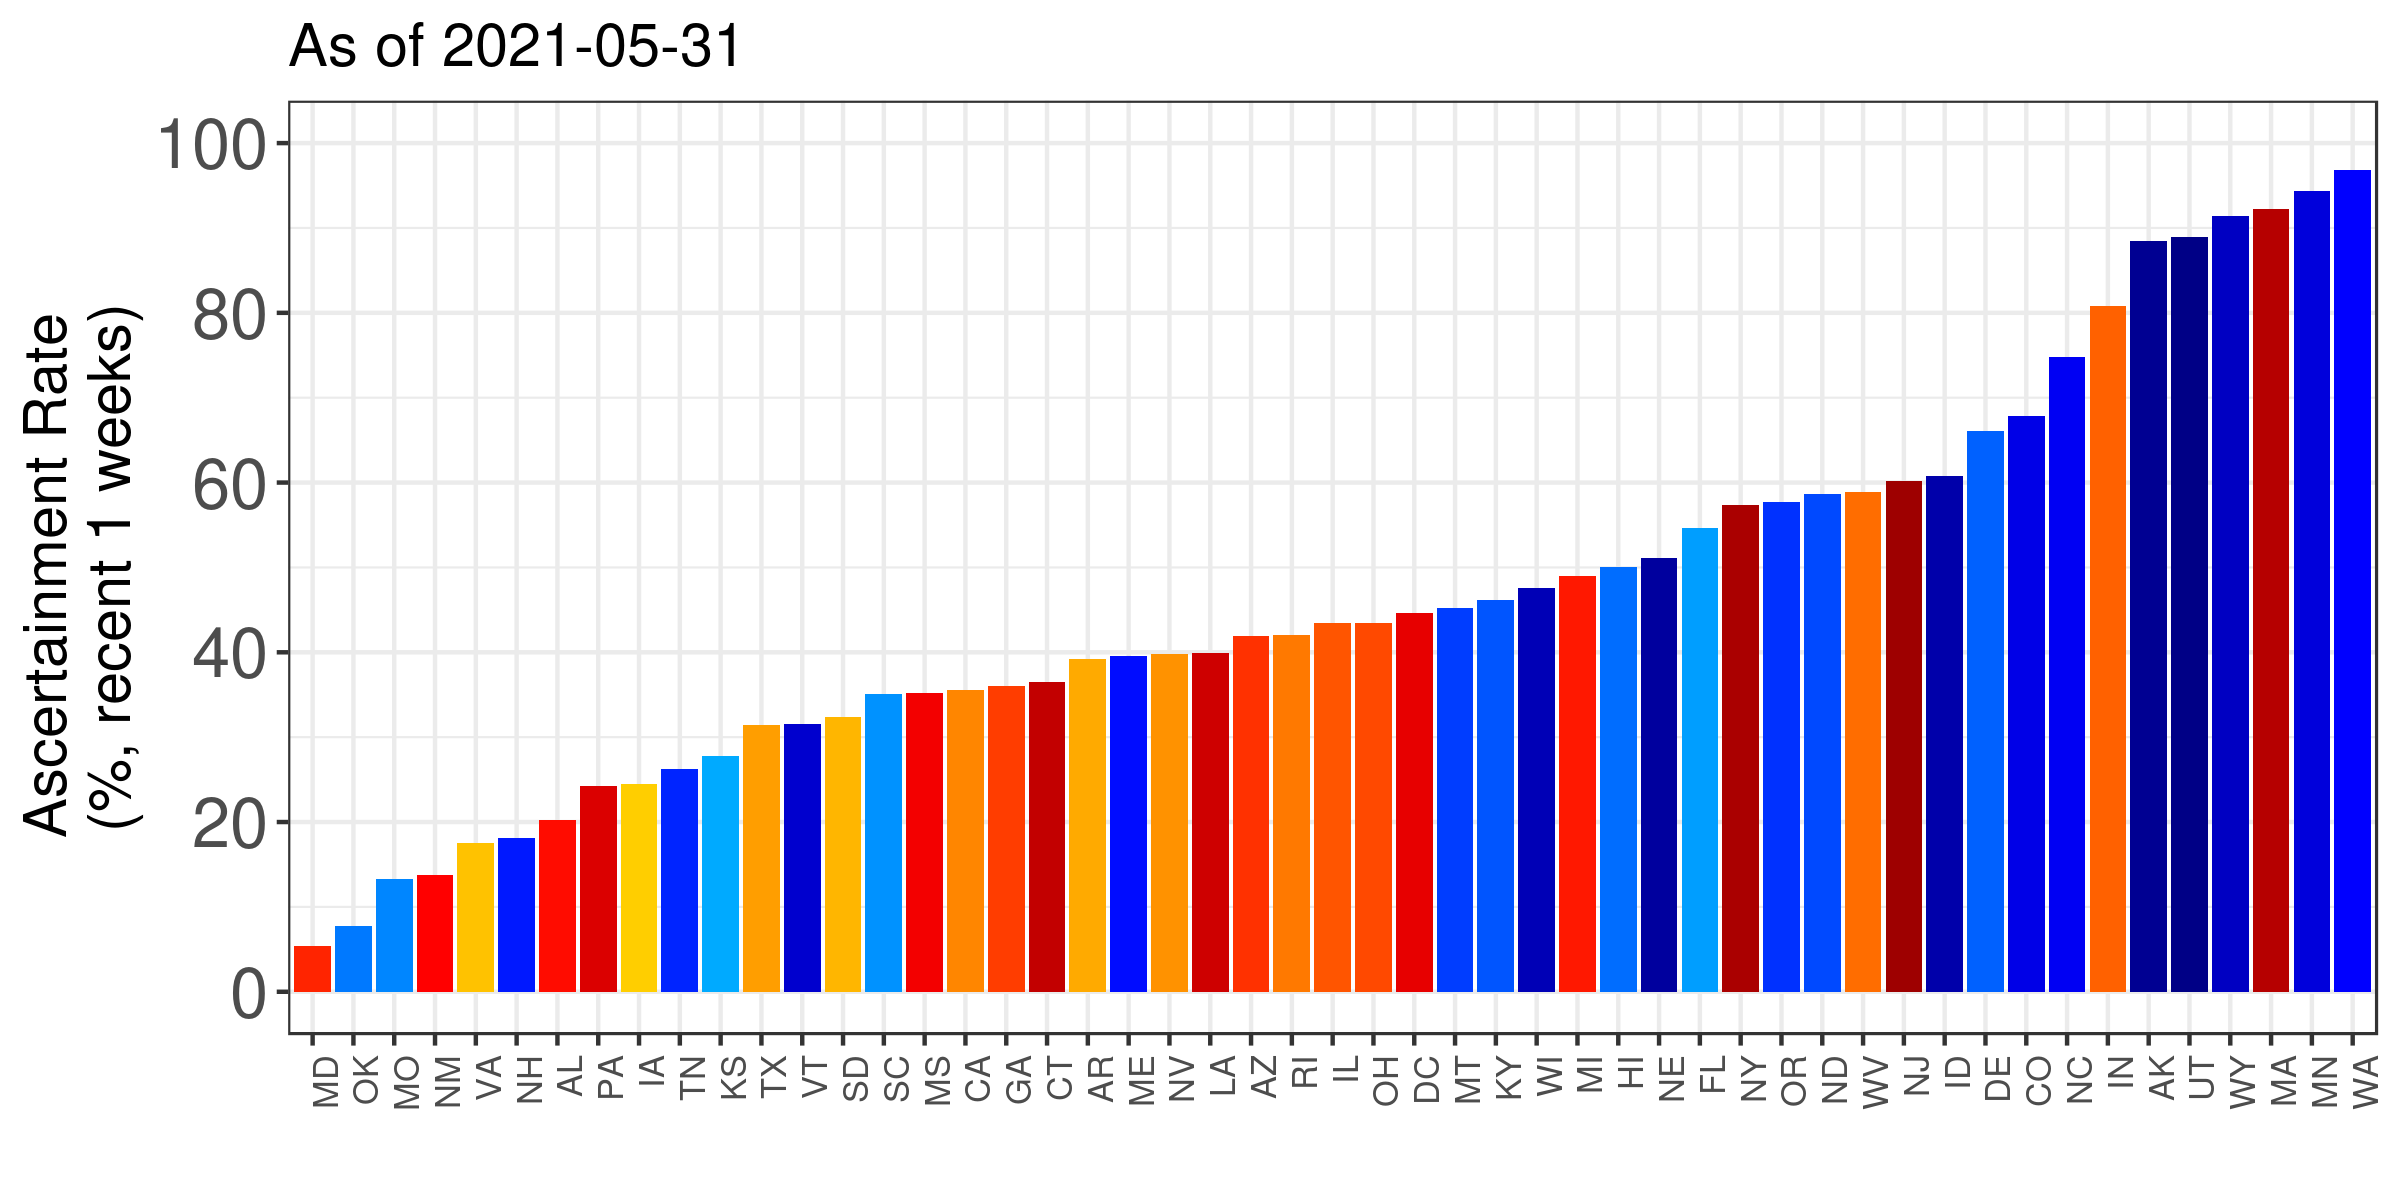 As of 2021-05-31
Ascertainment Rate
(%, recent 1 weeks)
100
80
60
40
20
0
MD OK MO NM VA NH AL PA IA TN KS TX VT SD SC MS CA GA CT AR ME NV LA AZ RI IL OH DC MT KY WI MI HI NE FL NY OR ND WV NJ ID DE CO NC IN AK UT WY MA MN WA